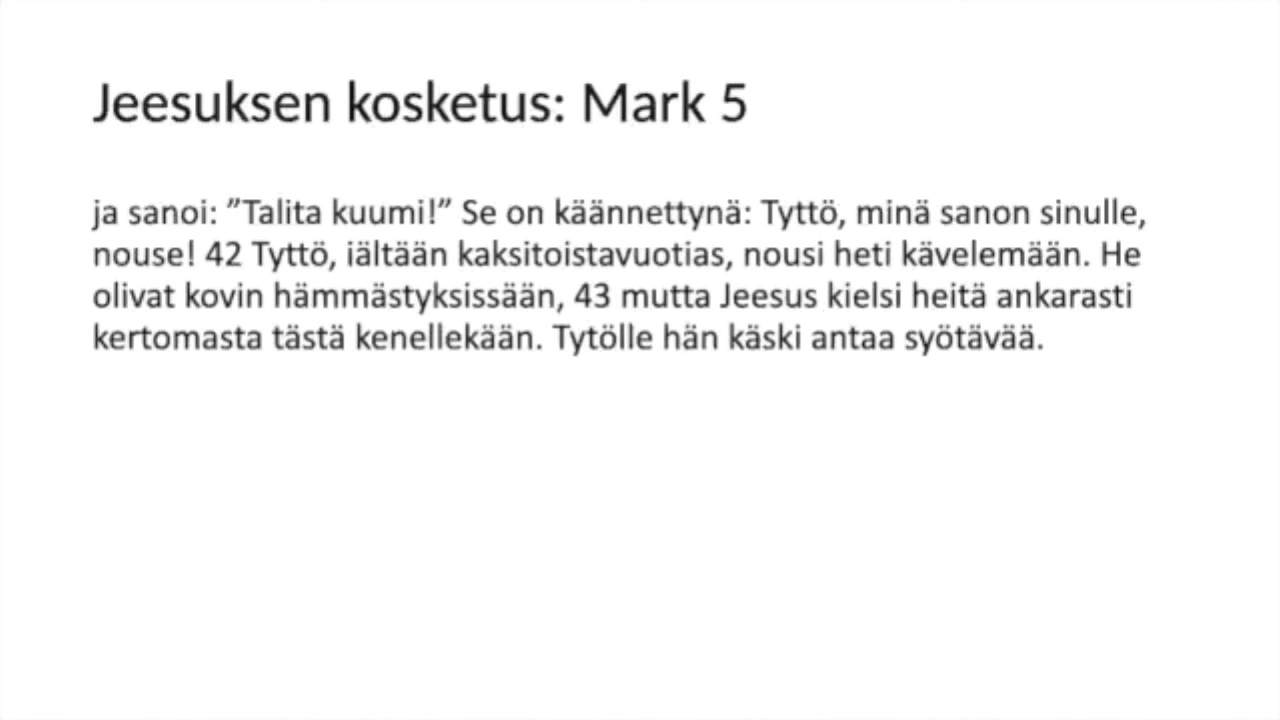 Jeesuksen kosketus: Mark 5
ja sanoi: ”Talita kuumi!” Se on käännettynä: Tyttö, minä sanon sinulle,
nouse! 42 Tyttö, iältään kaksitoistavuotias, nousi heti kävelemään. He
olivat kovin hämmästyksissään, 43 mutta Jeesus kielsi heitä ankarasti
kertomasta tästä kenellekään. Tytölle hän käski antaa syötävää.